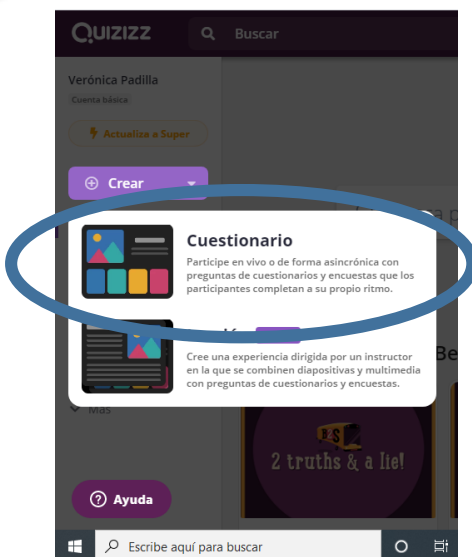 QUIZIZZ
Buscar
Verónica Padilla
Cuenta básica
Actualiza a Super
Crear
Cuestionario
Participe en vivo o de forma asincrónica con
preguntas de cuestionarios y encuestas que los
participantes completan a su propio ritmo.
Cree una experiencia dirigida por un instructor
en la que se combinen diapositivas y multimedia
con preguntas de cuestionarios y encuestas.
Más
2 truths & a lie!
Ayuda
Escribe aquí para buscar